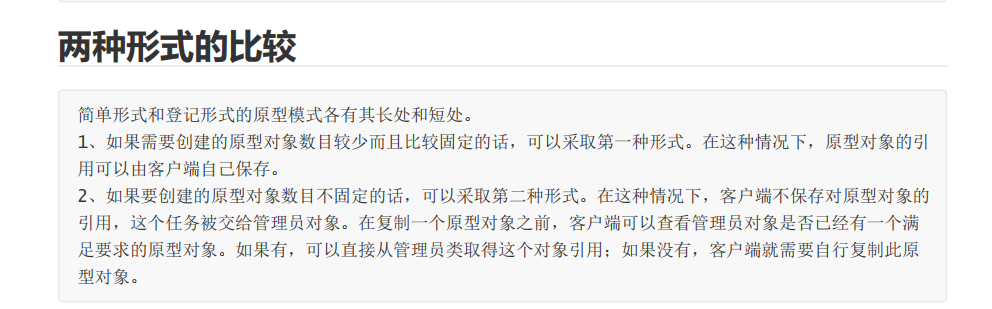 两种形式的比较
简单形式和登记形式的原型模式各有其长处和短处。
1、如果需要创建的原型对象数目较少而且比较固定的话，可以采取第一种形式。在这种情况下，原型对象的引
用可以由客户端自己保存。
2、如果要创建的原型对象数目不固定的话，可以采取第二种形式。在这种情况下，客户端不保存对原型对象的
引用，这个任务被交给管理员对象。在复制一个原型对象之前，客户端可以查看管理员对象是否已经有一个满
足要求的原型对象。如果有，可以直接从管理员类取得这个对象引用；如果没有，客户端就需要自行复制此原
型对象。